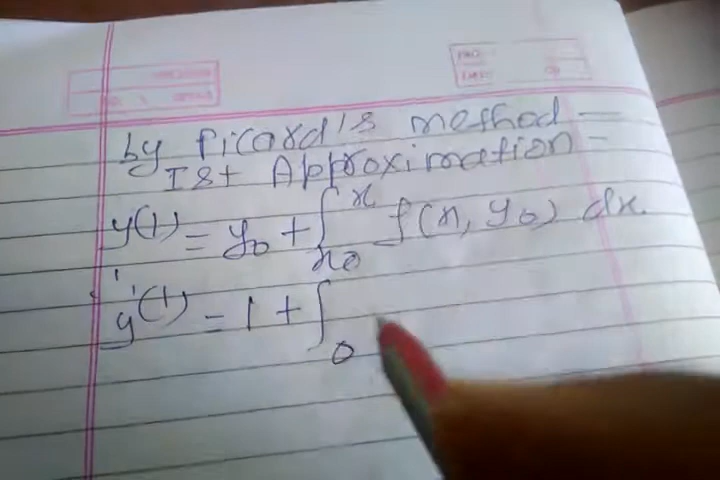 by Picard's method =
Ist Approximation =
y(1) = y0 + ∫x0x f(x, y0) dx.
y(1) = 1 + ∫0